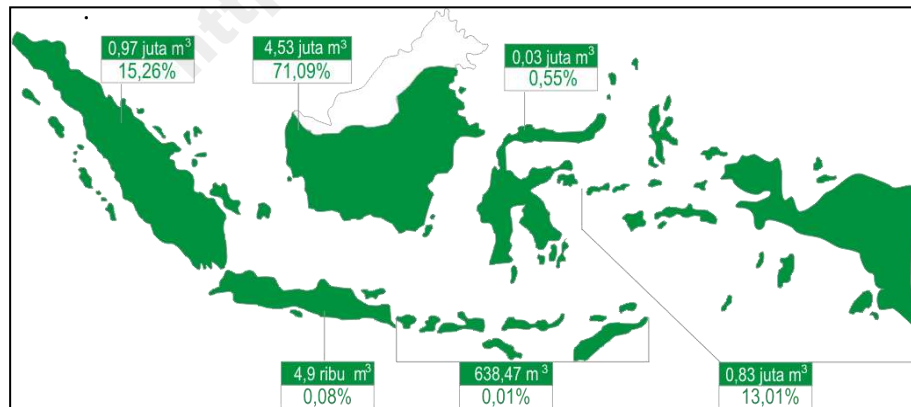 http
0,97 juta m³
15,26%
4,53 juta m³
71,09%
0,03 juta m³
0,55%
4,9 ribu m³
0,08%
638,47 m³
0,01%
0,83 juta m³
13,01%